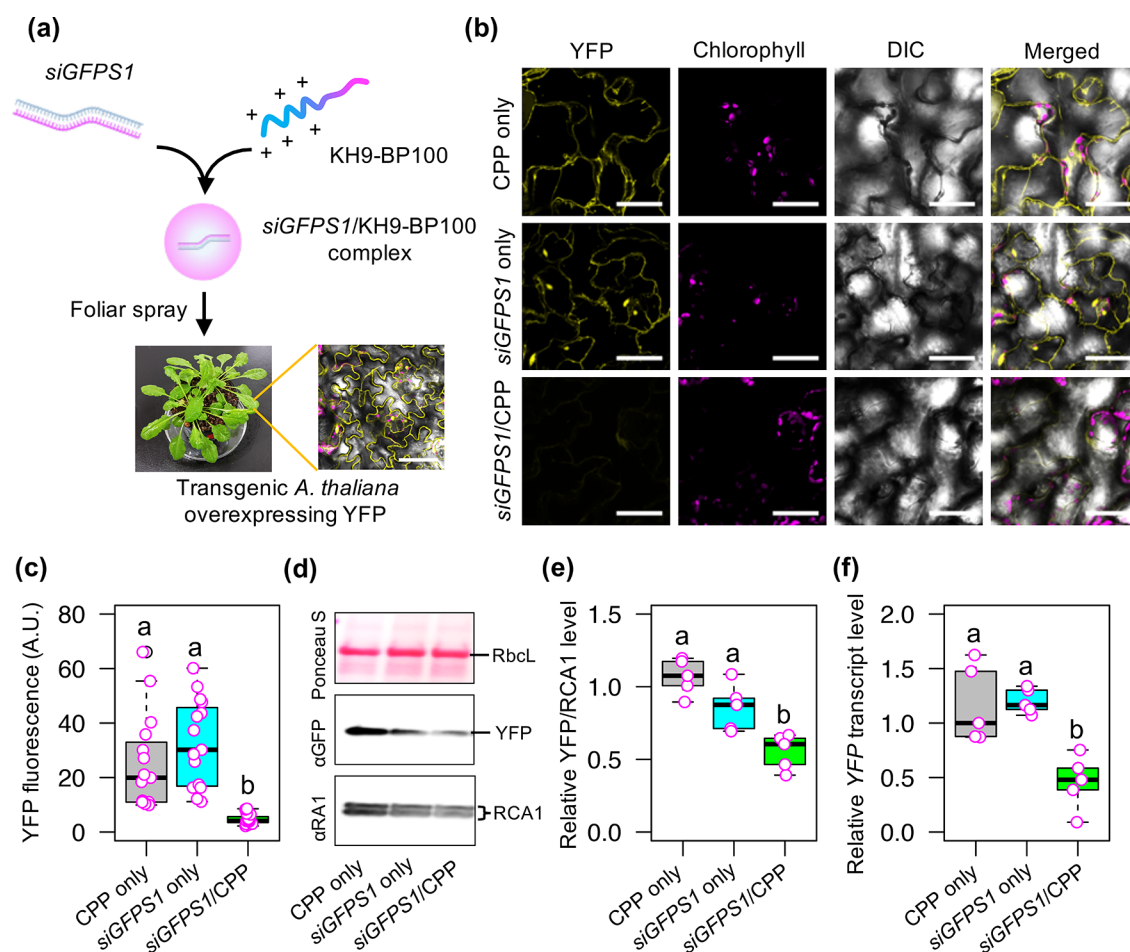 (a)
siGFPS1
+ + + + + +
KH9-BP100
siGFPS1/KH9-BP100
complex
Foliar spray
Transgenic A. thaliana
overexpressing YFP
(b)
YFP Chlorophyll DIC Merged
CPP only
siGFPS1 only
siGFPS1/CPP
(c)
YFP fluorescence (A.U.)
80
60
40
20
0
a
a
b
CPP only
siGFPS1 only
siGFPS1/CPP
(d)
Ponceau S
RbcL
αGFP
YFP
αRA1
RCA1
CPP only
siGFPS1 only
siGFPS1/CPP
(e)
Relative YFP/RCA1 level
1.5
1.0
0.5
0.0
a
a
b
CPP only
siGFPS1 only
siGFPS1/CPP
(f)
Relative YFP transcript level
2.0
1.5
1.0
0.5
0.0
a
a
b
CPP only
siGFPS1 only
siGFPS1/CPP